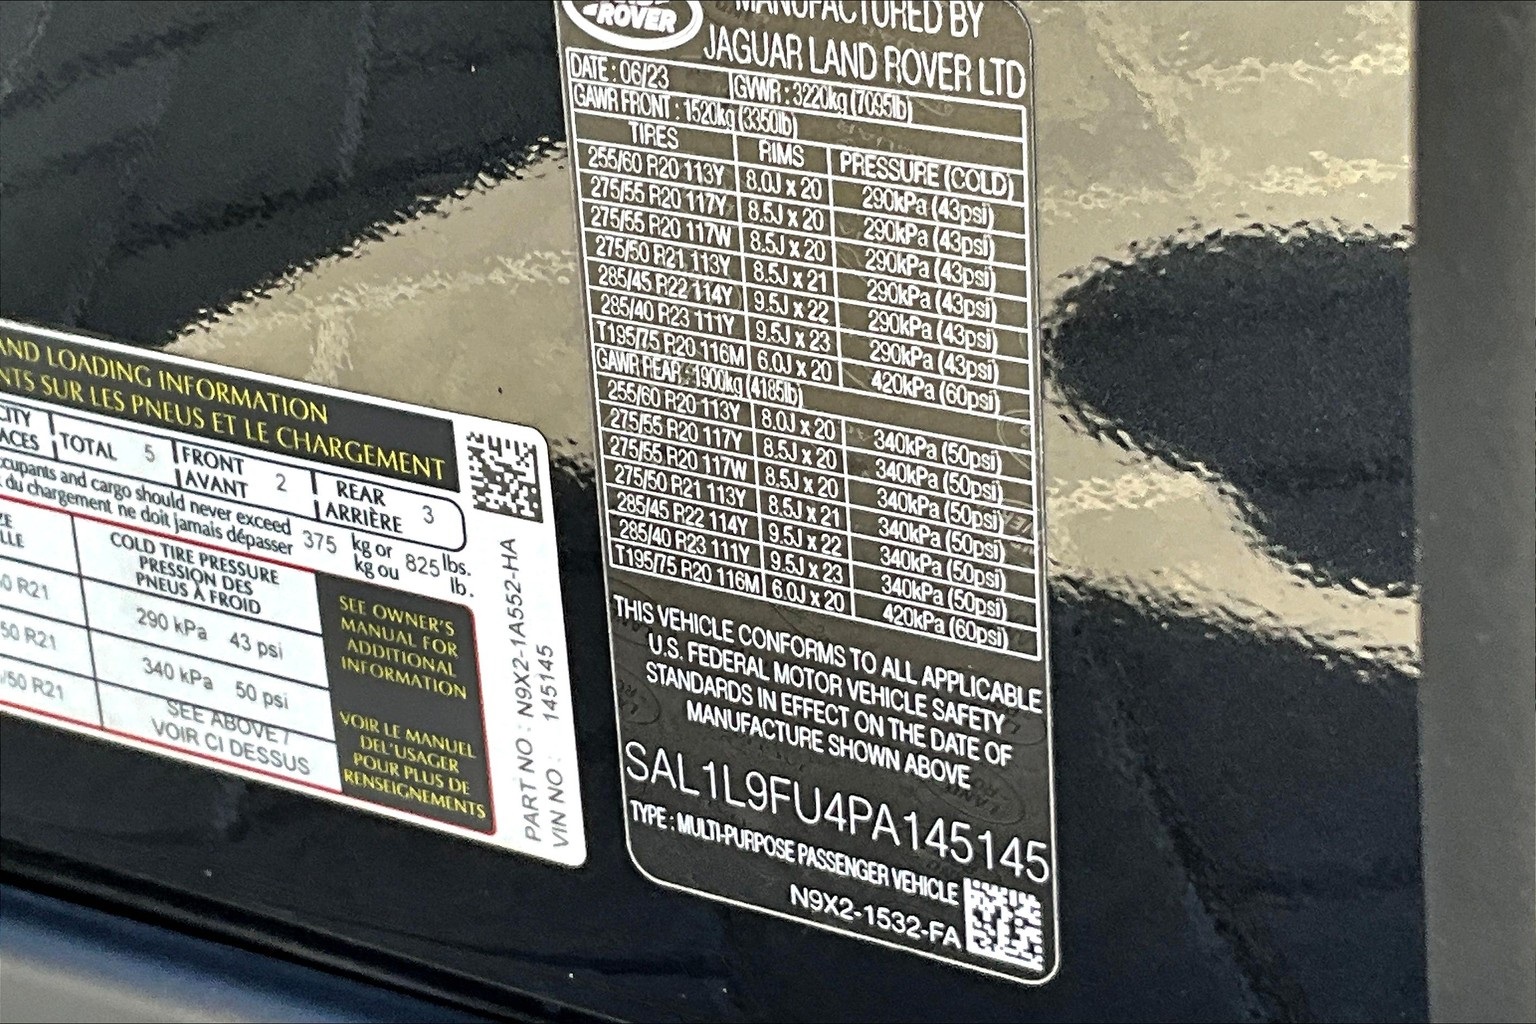 AND LOADING INFORMATION
NTS SUR LES PNEUS ET LE CHARGEMENT
CITY TOTAL 5 FRONT 2 REAR 3
ACES AVANT ARRIÈRE
ccupants and cargo should never exceed 375 kg or 825 lbs.
du chargement ne doit jamais dépasser kg ou lb.
ZE COLD TIRE PRESSURE
LLE PRESSION DES
PNEUS À FROID
0 R21 290 kPa 43 psi
50 R21 340 kPa 50 psi
/50 R21 SEE ABOVE /
VOIR CI DESSUS
SEE OWNER'S
MANUAL FOR
ADDITIONAL
INFORMATION
VOIR LE MANUEL
DEL'USAGER
POUR PLUS DE
RENSEIGNEMENTS
PART NO : N9X2-1A552-HA
VIN NO : 145145
ROVER
MANUFACTURED BY
JAGUAR LAND ROVER LTD
DATE : 06/23 GVWR : 3220kg (7095lb)
GAWR FRONT : 1520kg (3350lb)
TIRES RIMS PRESSURE (COLD)
255/60 R20 113Y 8.0J x 20 290kPa (43psi)
275/55 R20 117Y 8.5J x 20 290kPa (43psi)
275/55 R20 117W 8.5J x 20 290kPa (43psi)
275/50 R21 113Y 8.5J x 21 290kPa (43psi)
285/45 R22 114Y 9.5J x 22 290kPa (43psi)
285/40 R23 111Y 9.5J x 23 290kPa (43psi)
T195/75 R20 116M 6.0J x 20 420kPa (60psi)
GAWR REAR : 1900kg (4185lb)
255/60 R20 113Y 8.0J x 20 340kPa (50psi)
275/55 R20 117Y 8.5J x 20 340kPa (50psi)
275/55 R20 117W 8.5J x 20 340kPa (50psi)
275/50 R21 113Y 8.5J x 21 340kPa (50psi)
285/45 R22 114Y 9.5J x 22 340kPa (50psi)
285/40 R23 111Y 9.5J x 23 340kPa (50psi)
T195/75 R20 116M 6.0J x 20 420kPa (60psi)
THIS VEHICLE CONFORMS TO ALL APPLICABLE
U.S. FEDERAL MOTOR VEHICLE SAFETY
STANDARDS IN EFFECT ON THE DATE OF
MANUFACTURE SHOWN ABOVE
SAL1L9FU4PA145145
TYPE : MULTI-PURPOSE PASSENGER VEHICLE
N9X2-1532-FA